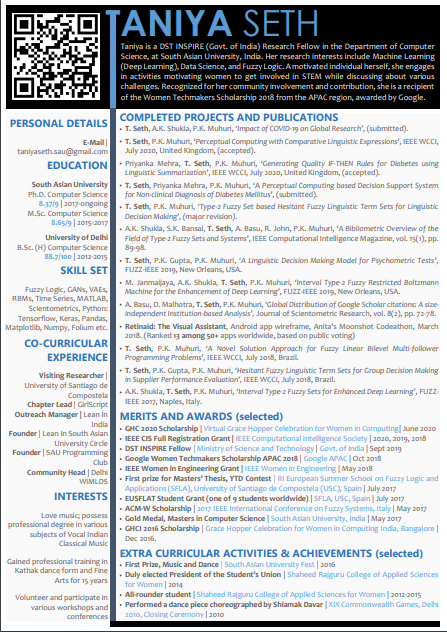 TANIYA SETH
Taniya is a DST INSPIRE (Govt. of India) Research Fellow in the Department of Computer
Science, at South Asian University, India. Her research interests include Machine Learning
(Deep Learning), Data Science, and Fuzzy Logic. A motivated individual herself, she engages
in activities motivating women to get involved in STEM while discussing about various
challenges. Recognized for her community involvement and contribution, she is a recipient
of the Women Techmakers Scholarship 2018 from the APAC region, awarded by Google.
PERSONAL DETAILS
E-Mail |
taniyaseth.sau@gmail.com
EDUCATION
South Asian University
Ph.D. Computer Science
8.37/9 | 2017-ongoing
M.Sc. Computer Science
8.65/9 | 2015-2017
University of Delhi
B.Sc. (H) Computer Science
88.7/100 | 2012-2015
SKILL SET
Fuzzy Logic, GANs, VAEs,
RBMs, Time Series, MATLAB,
Scientometrics, Python:
Tensorflow, Keras, Pandas,
Matplotlib, Numpy, Folium etc.
CO-CURRICULAR
EXPERIENCE
Visiting Researcher |
University of Santiago de
Compostela
Chapter Lead | GirlScript
Outreach Manager | Lean In
India
Founder | Lean In South Asian
University Circle
Founder | SAU Programming
Club
Community Head | Delhi
WiMLDS
INTERESTS
Love music; possess
professional degree in various
subjects of Vocal Indian
Classical Music
Gained professional training in
Kathak dance form and Fine
Arts for 15 years
Volunteer and participate in
various workshops and
conferences
COMPLETED PROJECTS AND PUBLICATIONS
• T. Seth, A.K. Shukla, P.K. Muhuri, 'Impact of COVID-19 on Global Research', (submitted).
• T. Seth, P.K. Muhuri, 'Perceptual Computing with Comparative Linguistic Expressions', IEEE WCCI,
July 2020, United Kingdom, (accepted).
• Priyanka Mehra, T. Seth, P.K. Muhuri, 'Generating Quality IF-THEN Rules for Diabetes using
Linguistic Summarization', IEEE WCCI, July 2020, United Kingdom, (accepted).
• T. Seth, Priyanka Mehra, P.K. Muhuri, 'A Perceptual Computing based Decision Support System
for Non-clinical Diagnosis of Diabetes Mellitus', (submitted).
• T. Seth, P.K. Muhuri, 'Type-2 Fuzzy Set based Hesitant Fuzzy Linguistic Term Sets for Linguistic
Decision Making', (major revision).
• A.K. Shukla, S.K. Bansal, T. Seth, A. Basu, R. John, P.K. Muhuri, 'A Bibliometric Overview of the
Field of Type-2 Fuzzy Sets and Systems', IEEE Computational Intelligence Magazine, vol. 15(1), pp.
89-98.
• T. Seth, P.K. Gupta, P.K. Muhuri, 'A Linguistic Decision Making Model for Psychometric Tests',
FUZZ-IEEE 2019, New Orleans, USA.
• M. Janmaijaya, A.K. Shukla, T. Seth, P.K. Muhuri, 'Interval Type-2 Fuzzy Restricted Boltzmann
Machine for the Enhancement of Deep Learning', FUZZ-IEEE 2019, New Orleans, USA.
• A. Basu, D. Malhotra, T. Seth, P.K. Muhuri, 'Global Distribution of Google Scholar citations: A size-
independent Institution-based Analysis', Journal of Scientometric Research, vol. 8(2), pp. 72-78.
• Retinaid: The Visual Assistant, Android app wireframe, Anita's Moonshot Codeathon, March
2018. (Ranked 13 among 50+ apps worldwide, based on public voting)
• T. Seth, P.K. Muhuri, 'A Novel Solution Approach for Fuzzy Linear Bilevel Multi-follower
Programming Problems', IEEE WCCI, July 2018, Brazil.
• T. Seth, P.K. Gupta, P.K. Muhuri, 'Hesitant Fuzzy Linguistic Term Sets for Group Decision Making
in Supplier Performance Evaluation', IEEE WCCI, July 2018, Brazil.
• A.K. Shukla, T. Seth, P.K. Muhuri, 'Interval Type-2 Fuzzy Sets for Enhanced Deep Learning', FUZZ-
IEEE 2017, Naples, Italy.
MERITS AND AWARDS (selected)
• GHC 2020 Scholarship | Virtual Grace Hopper Celebration for Women in Computing| June 2020
• IEEE CIS Full Registration Grant | IEEE Computational Intelligence Society | 2020, 2019, 2018
• DST INSPIRE Fellow | Ministry of Science and Technology | Govt. of India | Sept 2019
• Google Women Techmakers Scholarship APAC 2018 | Google APAC | Oct 2018
• IEEE Women in Engineering Grant | IEEE Women in Engineering | May 2018
• First prize for Master's Thesis, YTD Contest | III European Summer School on Fuzzy Logic and
Applications (SFLA), University of Santiago de Compostela (USC), Spain | July 2017
• EUSFLAT Student Grant (one of 9 students worldwide) | SFLA, USC, Spain | July 2017
• ACM-W Scholarship | 2017 IEEE International Conference on Fuzzy Systems, Italy | May 2017
• Gold Medal, Masters in Computer Science | South Asian University, India | May 2017
• GHCI 2016 Scholarship | Grace Hopper Celebration for Women in Computing India, Bangalore |
Dec 2016.
EXTRA CURRICULAR ACTIVITIES & ACHIEVEMENTS (selected)
• First Prize, Music and Dance | South Asian University Fest | 2016
• Duly elected President of the Student's Union | Shaheed Rajguru College of Applied Sciences
for Women | 2014
• All-rounder student | Shaheed Rajguru College of Applied Sciences for Women | 2012-2015
• Performed a dance piece choreographed by Shiamak Davar | XIX Commonwealth Games, Delhi
2010, Closing Ceremony | 2010